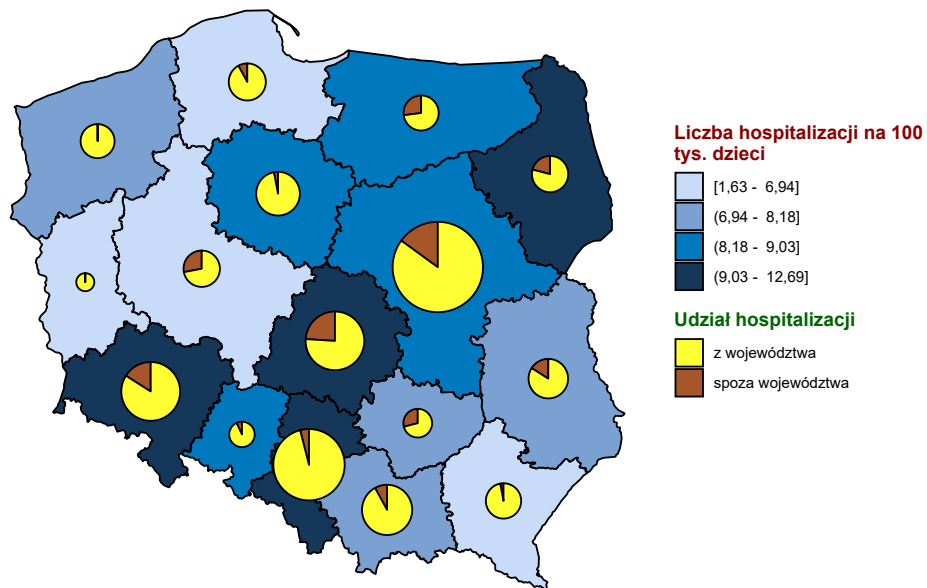 Liczba hospitalizacji na 100
tys. dzieci
[1,63 - 6,94]
(6,94 - 8,18]
(8,18 - 9,03]
(9,03 - 12,69]
Udział hospitalizacji
z województwa
spoza województwa